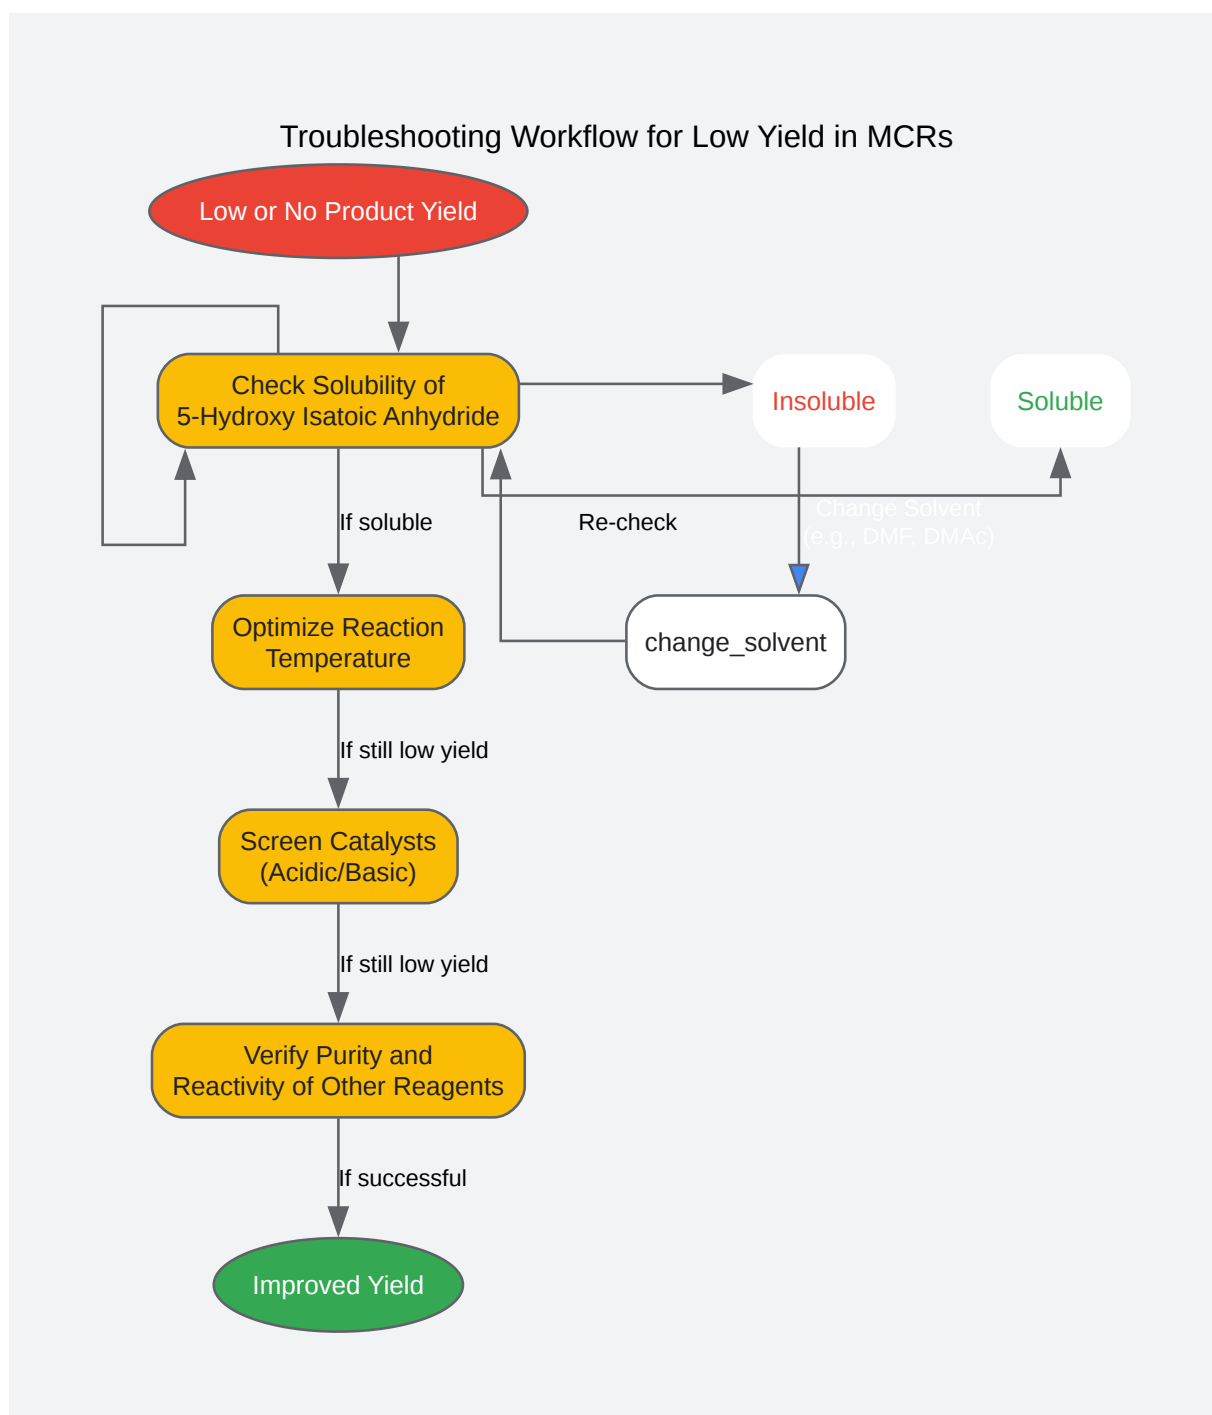 Troubleshooting Workflow for Low Yield in MCRs
Low or No Product Yield
Check Solubility of
5-Hydroxy Isatoic Anhydride
Insoluble
Soluble
If soluble
Re-check
Change Solvent
(e.g., DMF, DMAc)
Optimize Reaction
Temperature
change_solvent
If still low yield
Screen Catalysts
(Acidic/Basic)
If still low yield
Verify Purity and
Reactivity of Other Reagents
If successful
Improved Yield